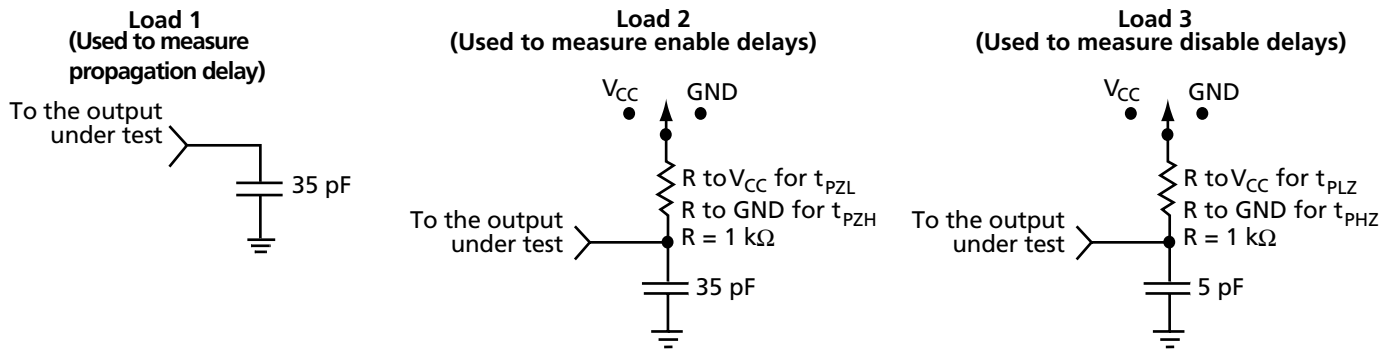 Load 1
(Used to measure
propagation delay)
To the output
under test
35 pF
Load 2
(Used to measure enable delays)
VCC
GND
R to VCC for tPZL
R to GND for tPZH
R = 1 kΩ
To the output
under test
35 pF
Load 3
(Used to measure disable delays)
VCC
GND
R to VCC for tPLZ
R to GND for tPHZ
R = 1 kΩ
To the output
under test
5 pF